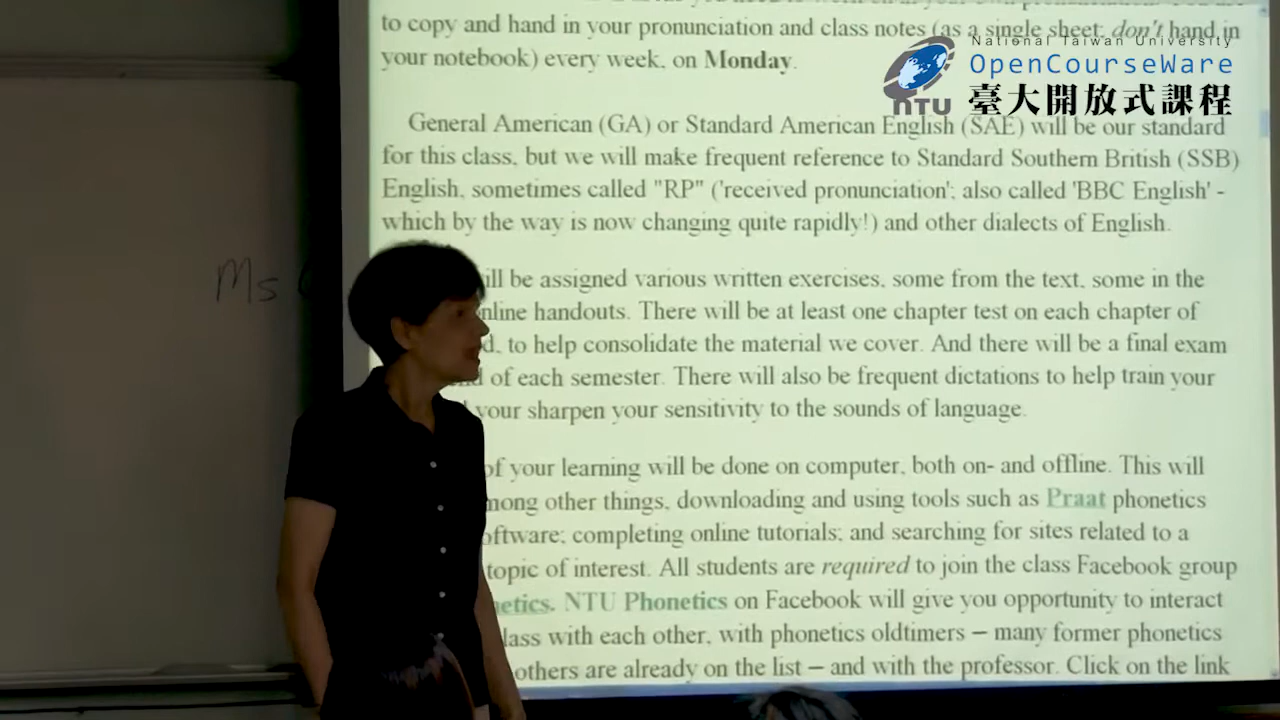 to copy and hand in your pronunciation and class notes (as a single sheet; don't hand in
your notebook) every week, on Monday.
National Taiwan University
OpenCourseWare
臺大開放式課程
NTU
General American (GA) or Standard American English (SAE) will be our standard
for this class, but we will make frequent reference to Standard Southern British (SSB)
English, sometimes called "RP" ('received pronunciation'; also called 'BBC English' -
which by the way is now changing quite rapidly!) and other dialects of English.
Ms
ill be assigned various written exercises, some from the text, some in the
nline handouts. There will be at least one chapter test on each chapter of
d, to help consolidate the material we cover. And there will be a final exam
of each semester. There will also be frequent dictations to help train your
your sharpen your sensitivity to the sounds of language.
of your learning will be done on computer, both on- and offline. This will
mong other things, downloading and using tools such as Praat phonetics
oftware; completing online tutorials; and searching for sites related to a
topic of interest. All students are required to join the class Facebook group
netics. NTU Phonetics on Facebook will give you opportunity to interact
lass with each other, with phonetics oldtimers – many former phonetics
others are already on the list – and with the professor. Click on the link